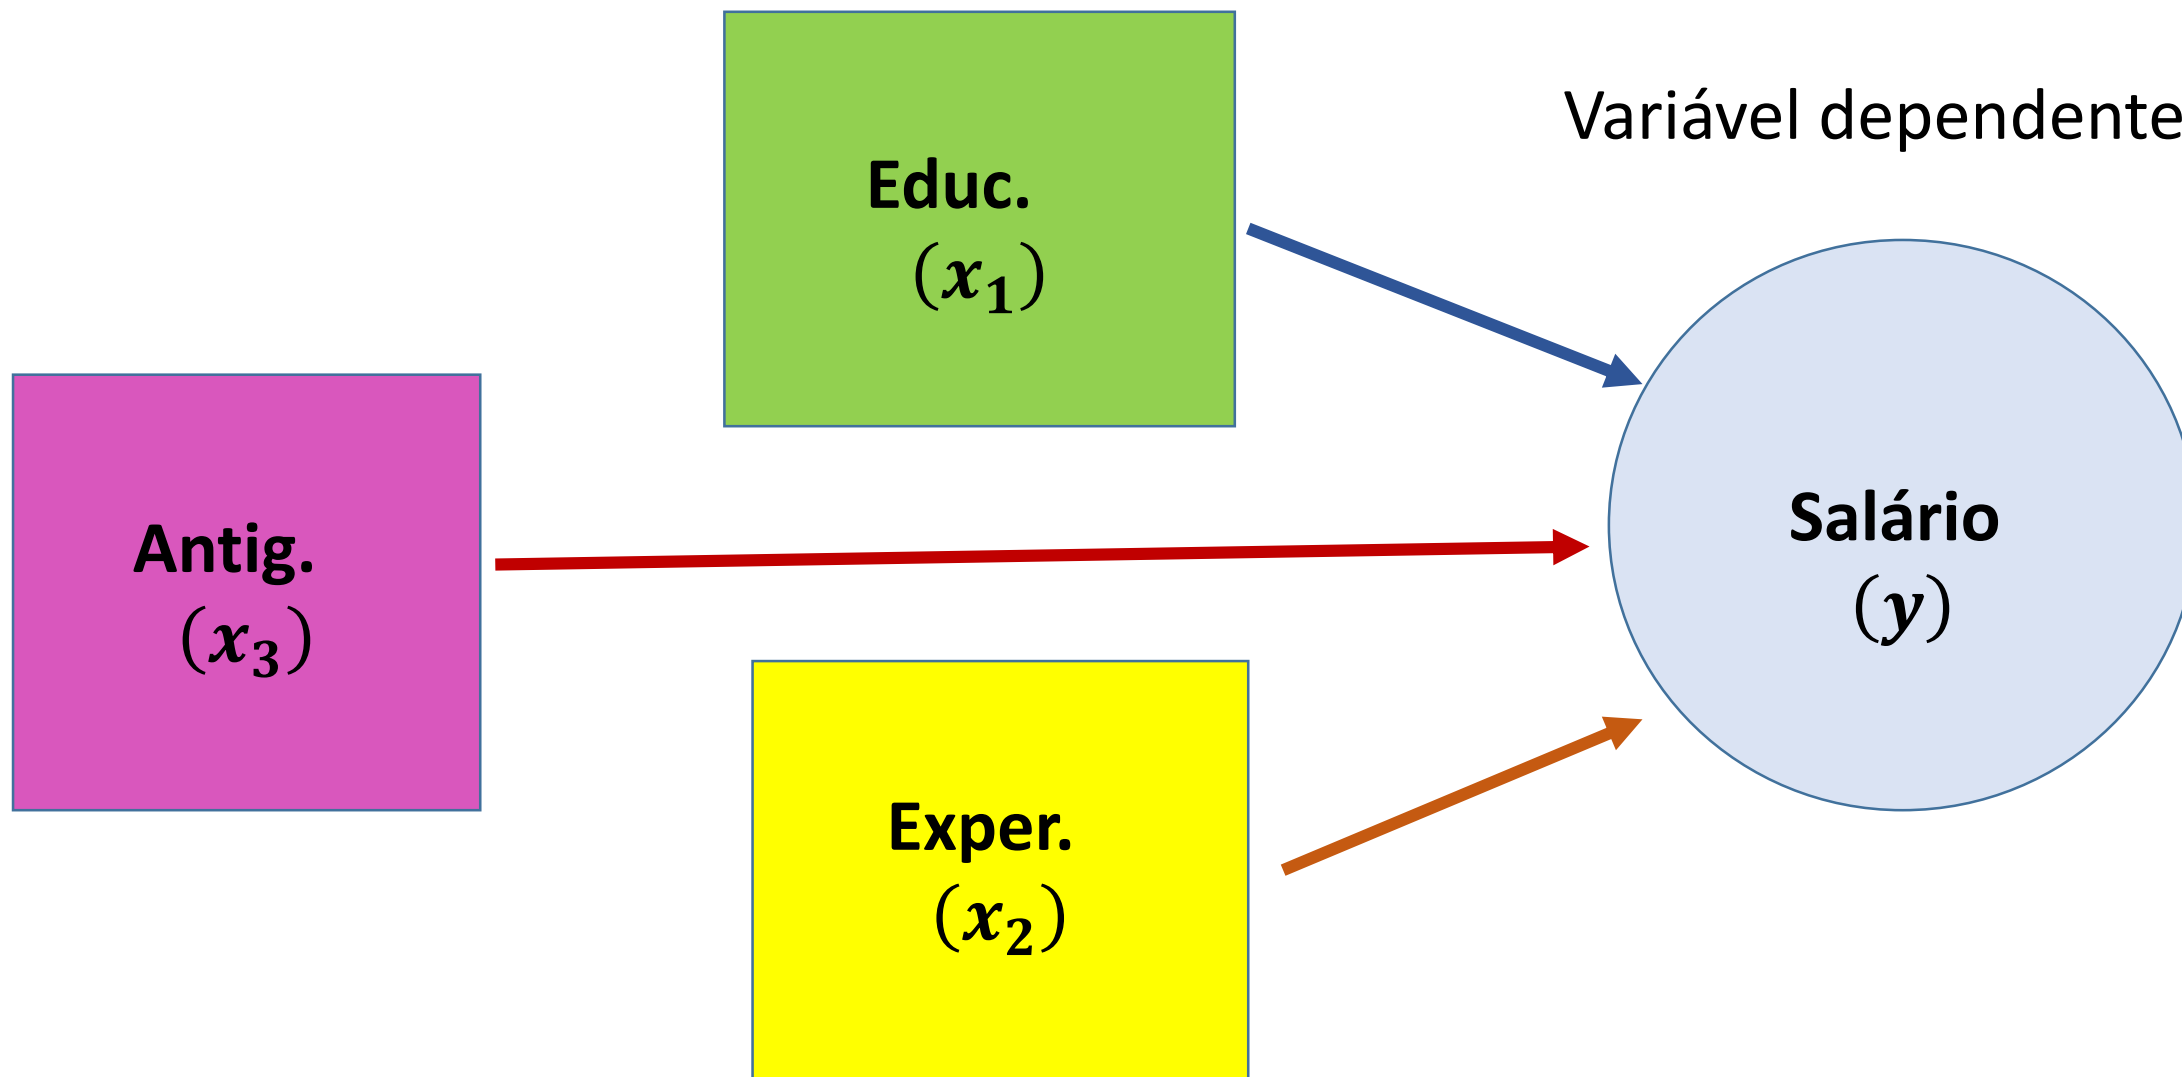 Variável dependente
Educ.
(x₁)
Antig.
(x₃)
Salário
(y)
Exper.
(x₂)